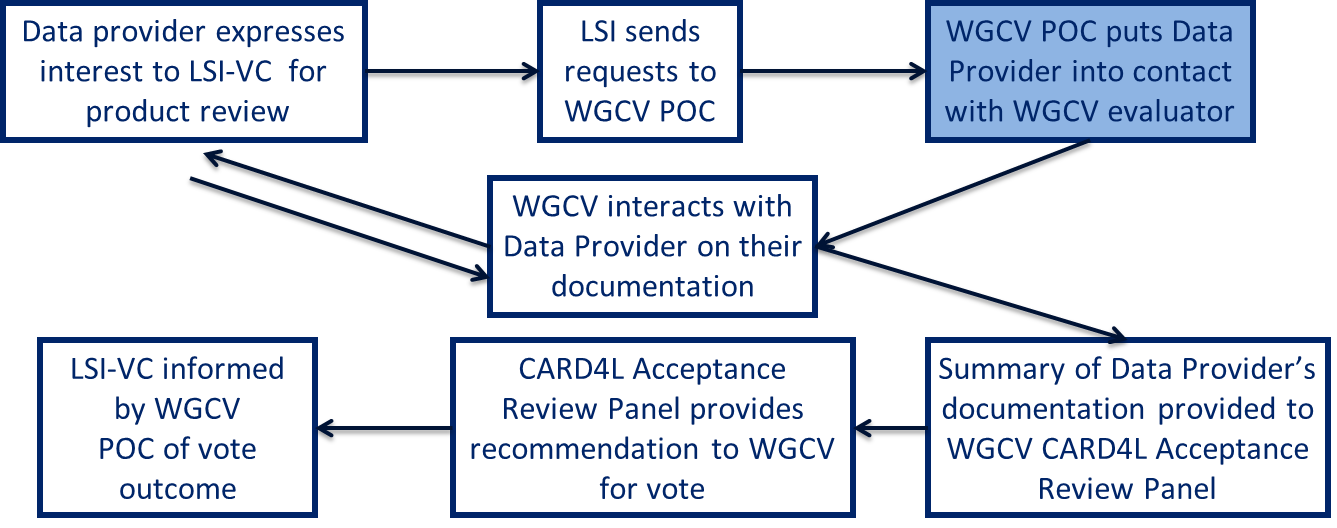 Data provider expresses
interest to LSI-VC for
product review
LSI sends
requests to
WGCV POC
WGCV POC puts Data
Provider into contact
with WGCV evaluator
WGCV interacts with
Data Provider on their
documentation
Summary of Data Provider’s
documentation provided to
WGCV CARD4L Acceptance
Review Panel
CARD4L Acceptance
Review Panel provides
recommendation to WGCV
for vote
LSI-VC informed
by WGCV
POC of vote
outcome